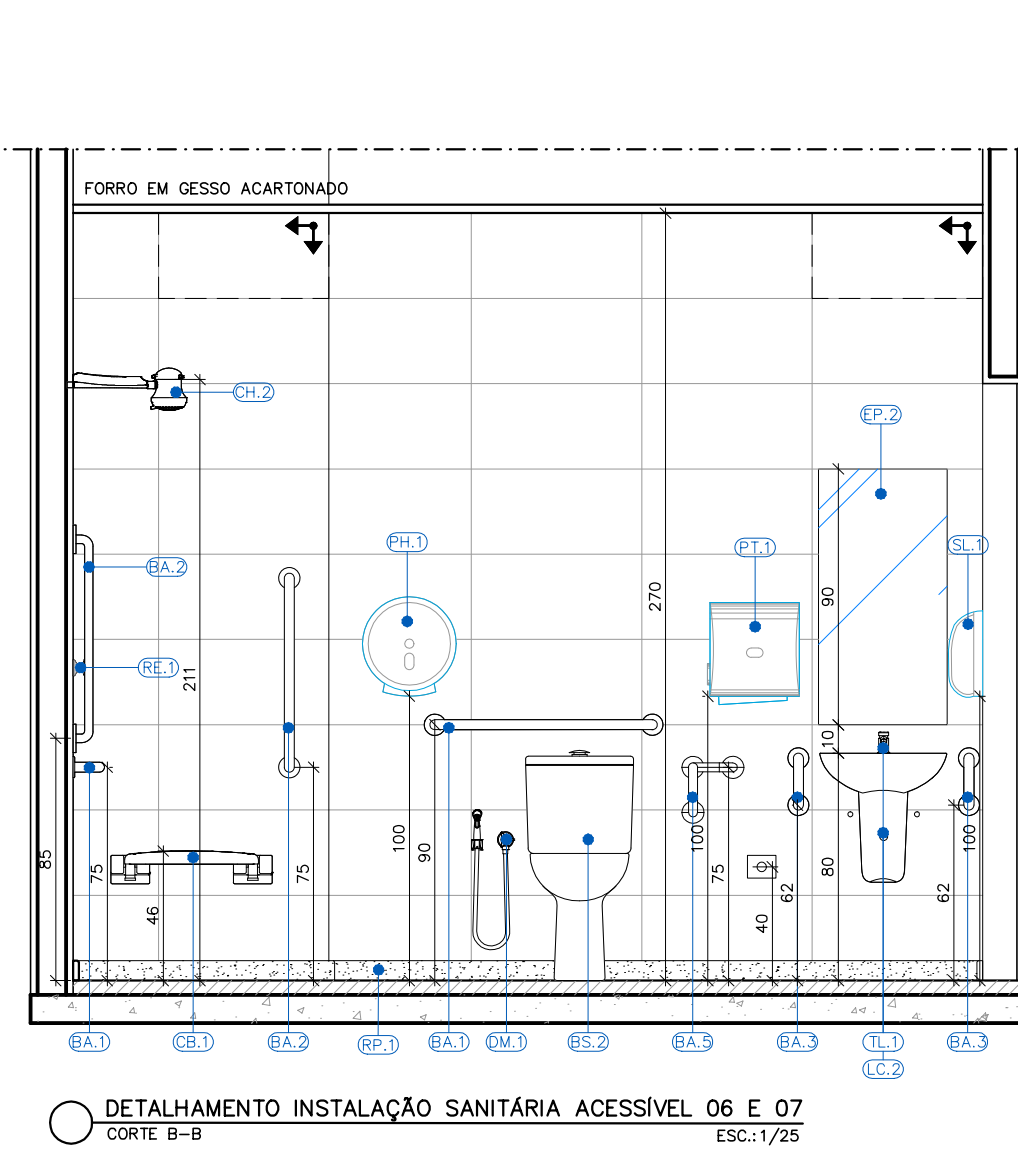 FORRO EM GESSO ACARTONADO
CH.2
EP.2
PH.1
PT.1
SL.1
BA.2
270
90
RE.1
211
10
85
75
46
75
100
90
100
75
40
62
80
62
100
BA.1
CB.1
BA.2
RP.1
BA.1
DM.1
BS.2
BA.5
BA.3
TL.1
BA.3
LC.2
DETALHAMENTO INSTALAÇÃO SANITÁRIA ACESSÍVEL 06 E 07
CORTE B-B
ESC.: 1/25